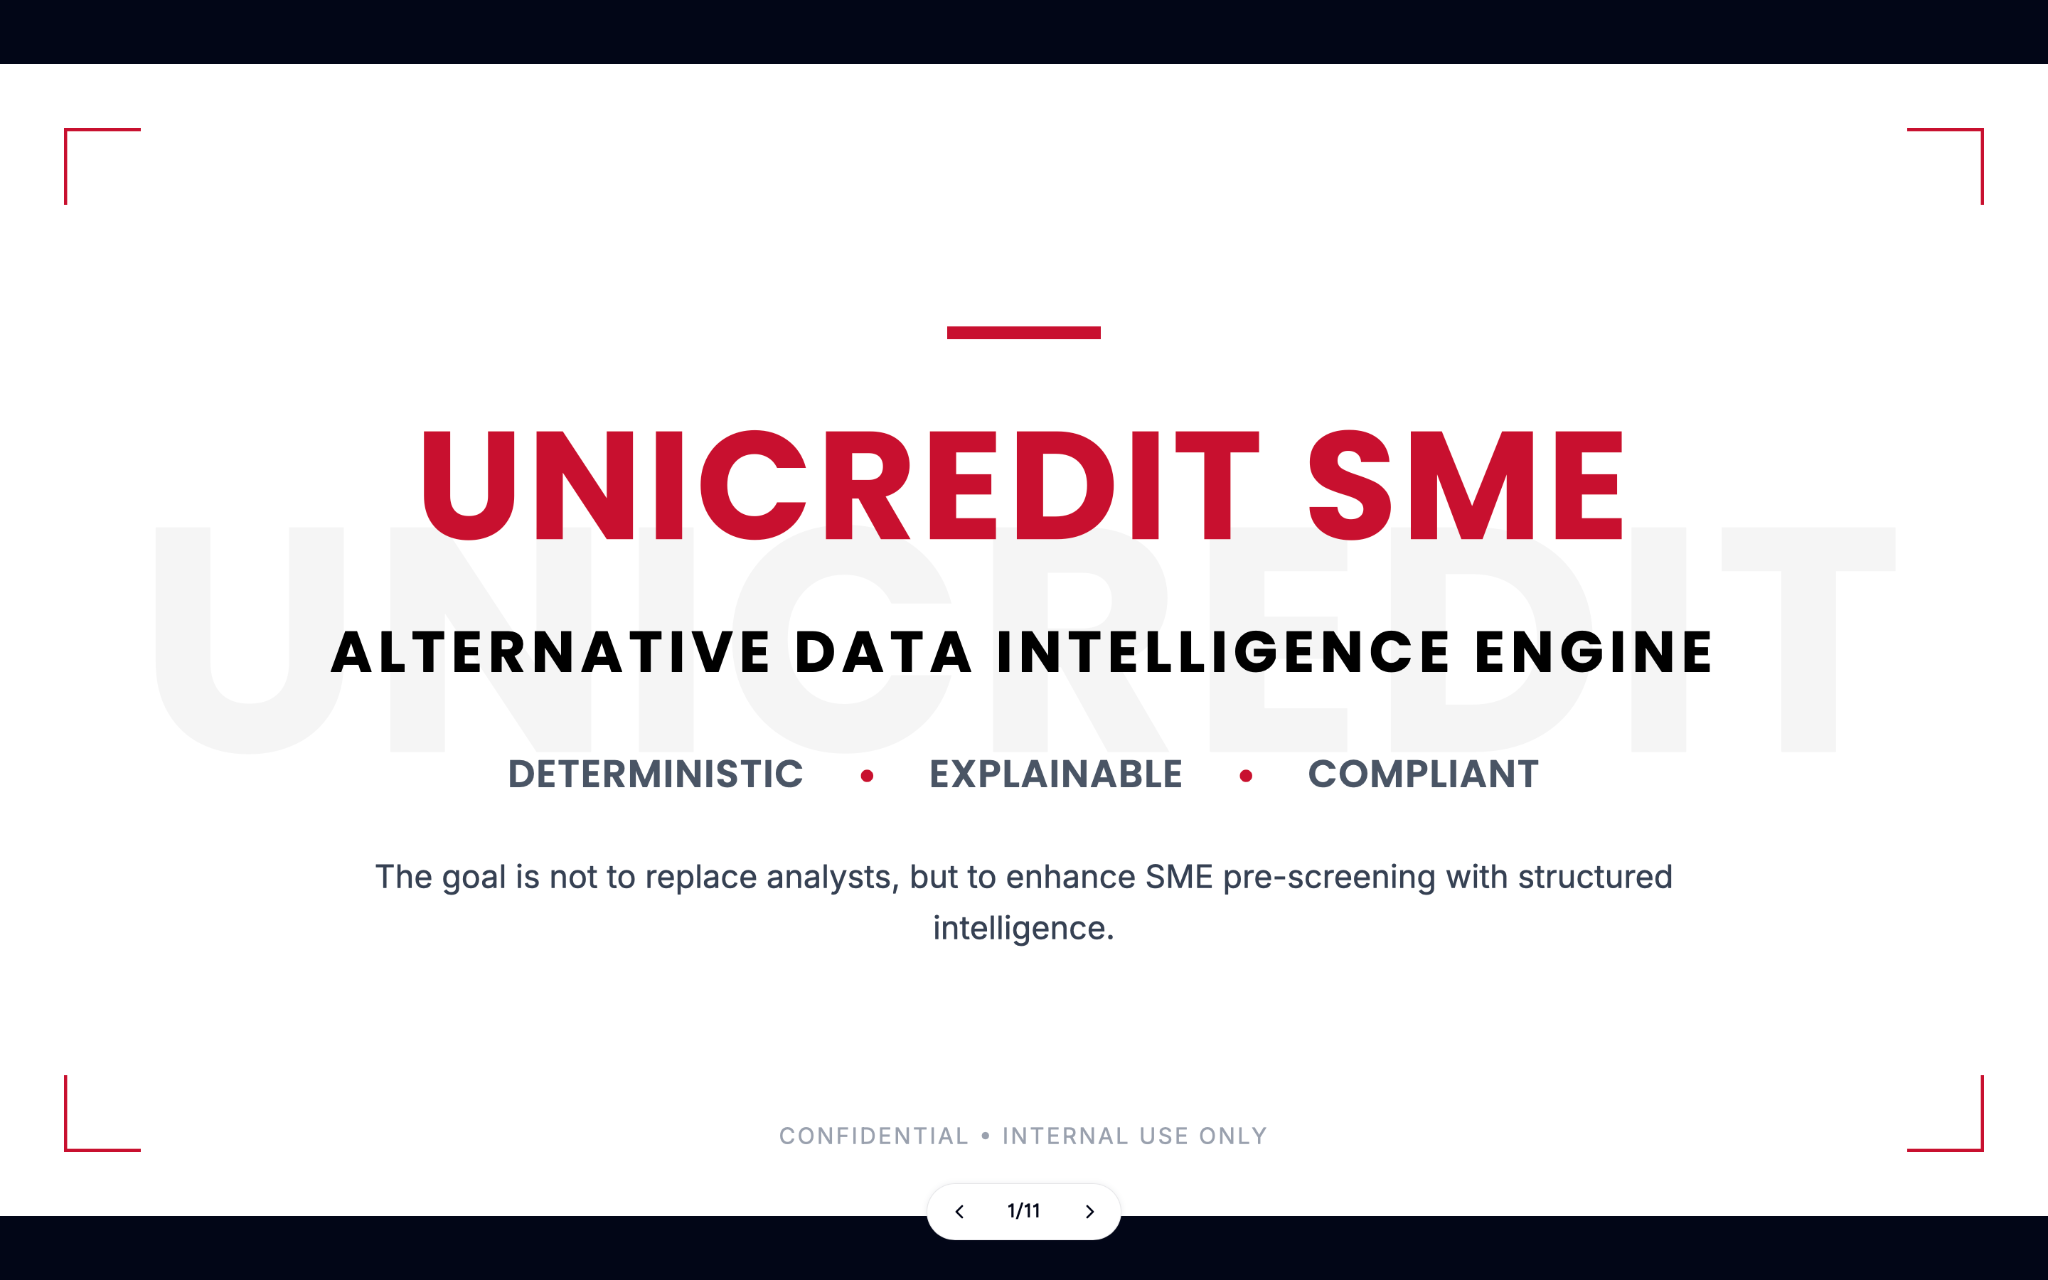 UNICREDIT SME
UNICREDIT
ALTERNATIVE DATA INTELLIGENCE ENGINE
DETERMINISTIC • EXPLAINABLE • COMPLIANT
The goal is not to replace analysts, but to enhance SME pre-screening with structured
intelligence.
CONFIDENTIAL • INTERNAL USE ONLY
1/11